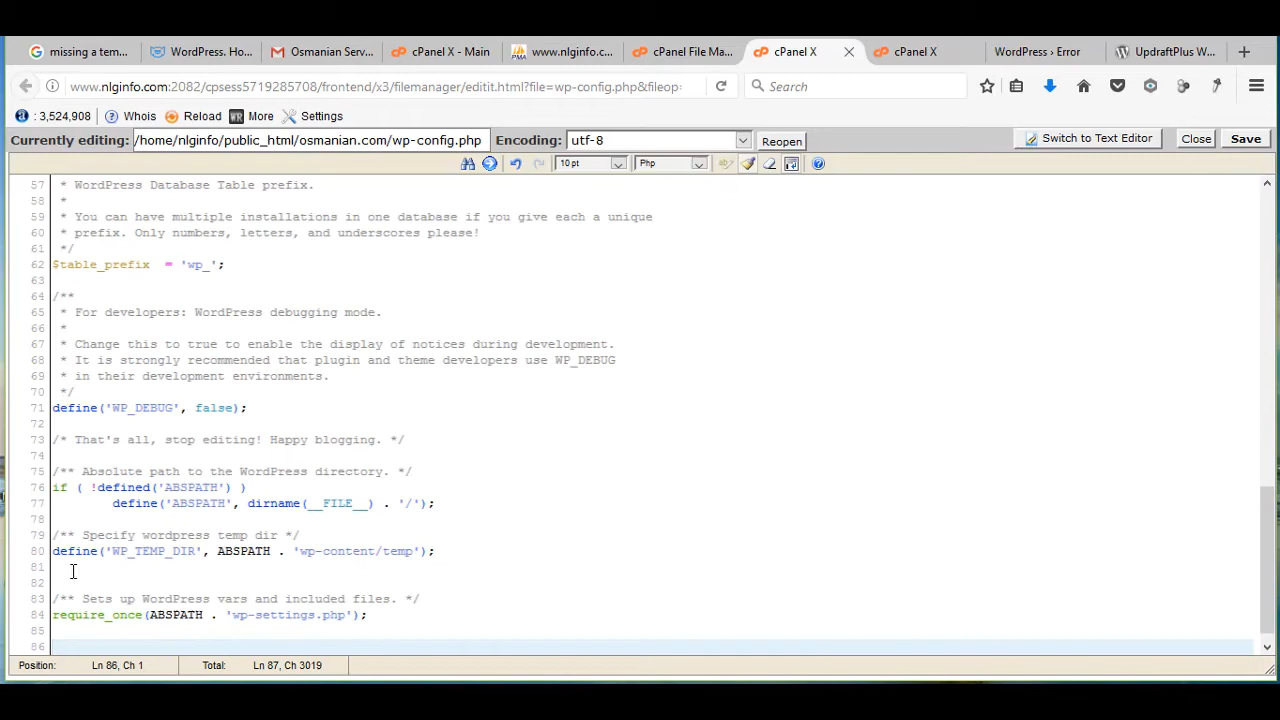 missing a tem...
WordPress. Ho...
Osmanian Serv...
cPanel X - Main
www.nlginfo.c...
cPanel File Ma...
cPanel X
cPanel X
WordPress › Error
UpdraftPlus W...
www.nlginfo.com:2082/cpsess5719285708/frontend/x3/filemanager/editit.html?file=wp-config.php&fileop:
Search
: 3,524,908
Whois
Reload
WR More
Settings
Currently editing: /home/nlginfo/public_html/osmanian.com/wp-config.php Encoding: utf-8 Reopen
Switch to Text Editor
Close
Save
10 pt
Php
57 * WordPress Database Table prefix.
58 *
59 * You can have multiple installations in one database if you give each a unique
60 * prefix. Only numbers, letters, and underscores please!
61 */
62 $table_prefix  = 'wp_';
63
64 /**
65 * For developers: WordPress debugging mode.
66 *
67 * Change this to true to enable the display of notices during development.
68 * It is strongly recommended that plugin and theme developers use WP_DEBUG
69 * in their development environments.
70 */
71 define('WP_DEBUG', false);
72
73 /* That's all, stop editing! Happy blogging. */
74
75 /** Absolute path to the WordPress directory. */
76 if ( !defined('ABSPATH') )
77 define('ABSPATH', dirname(__FILE__) . '/');
78
79 /** Specify wordpress temp dir */
80 define('WP_TEMP_DIR', ABSPATH . 'wp-content/temp');
81
82
83 /** Sets up WordPress vars and included files. */
84 require_once(ABSPATH . 'wp-settings.php');
85
86
Position: Ln 86, Ch 1 Total: Ln 87, Ch 3019